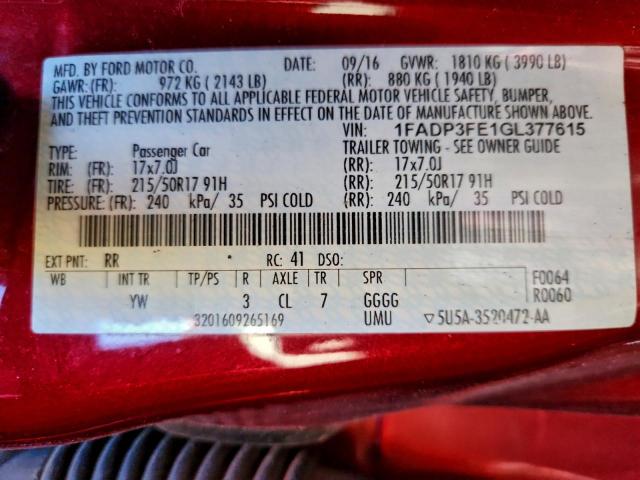 MFD. BY FORD MOTOR CO. DATE: 09/16 GVWR: 1810 KG ( 3990 LB)
GAWR: (FR): 972 KG ( 2143 LB) (RR): 880 KG ( 1940 LB)
THIS VEHICLE CONFORMS TO ALL APPLICABLE FEDERAL MOTOR VEHICLE SAFETY, BUMPER,
AND THEFT PREVENTION STANDARDS IN EFFECT ON THE DATE OF MANUFACTURE SHOWN ABOVE.
VIN: 1FADP3FE1GL377615
TYPE: Passenger Car TRAILER TOWING – SEE OWNER GUIDE
RIM: (FR): 17x7.0J (RR): 17x7.0J
TIRE: (FR): 215/50R17 91H (RR): 215/50R17 91H
PRESSURE: (FR): 240 kPa/ 35 PSI COLD (RR): 240 kPa/ 35 PSI COLD
EXT PNT: RR RC: 41 DSO:
WB INT TR TP/PS R AXLE TR SPR F0064
YW 3 CL 7 GGGG R0060
3201609265169 UMU ▽5U5A-3520472-AA